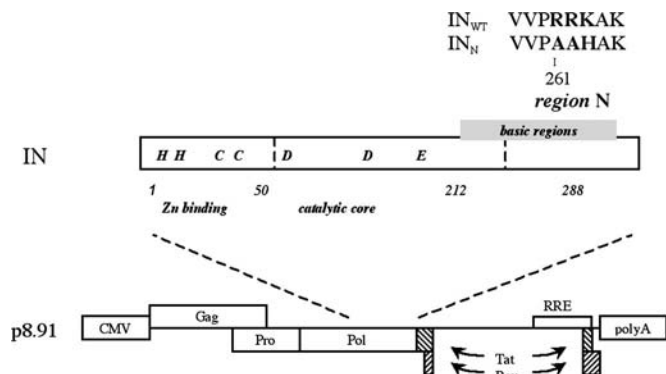 IN_WT VVPRRKAK
IN_N VVPAAHAK
261
region N
basic regions
IN
H H C C D D E
1 50 212 288
Zn binding catalytic core
RRE
Gag
p8.91 CMV polyA
Pro Pol
Tat